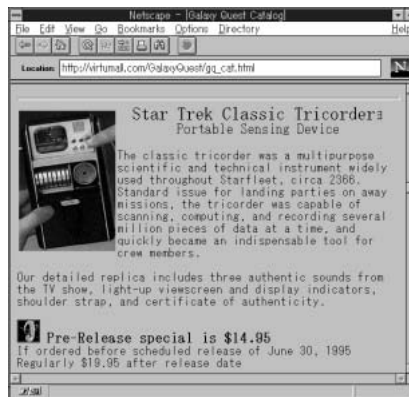 Netscape - [Galaxy Quest Catalog]
File Edit View Go Bookmarks Options Directory Help
Location: http://virtumall.com/GalaxyQuest/gq_cat.html
N
Star Trek Classic Tricorder
Portable Sensing Device
The classic tricorder was a multipurpose
scientific and technical instrument widely
used throughout Starfleet, circa 2366.
Standard issue for landing parties on away
missions, the tricorder was capable of
scanning, computing, and recording several
million pieces of data at a time, and
quickly became an indispensable tool for
crew members.
Our detailed replica includes three authentic sounds from
the TV show, light-up viewscreen and display indicators,
shoulder strap, and certificate of authenticity.
Pre-Release special is $14.95
If ordered before scheduled release of June 30, 1995
Regularly $19.95 after release date